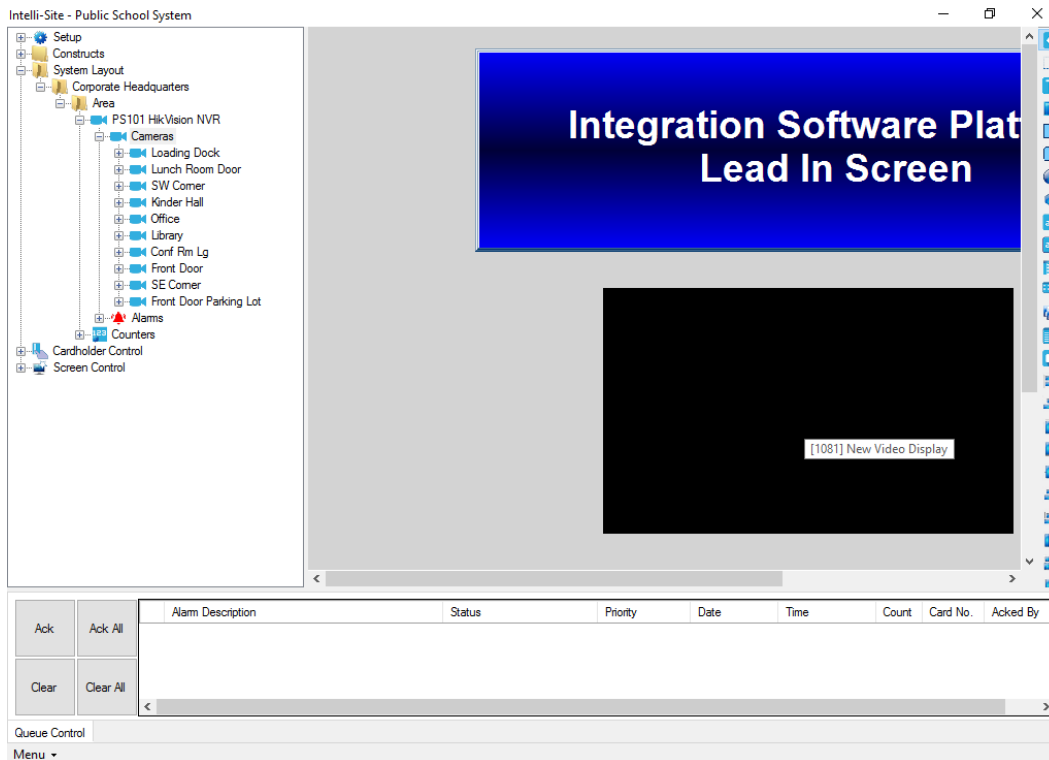 Intelli-Site - Public School System
Setup
Constructs
System Layout
Corporate Headquarters
Area
PS101 HikVision NVR
Cameras
Loading Dock
Lunch Room Door
SW Corner
Kinder Hall
Office
Library
Conf Rm Lg
Front Door
SE Corner
Front Door Parking Lot
Alarms
123 Counters
Cardholder Control
Screen Control
Integration Software Plat
Lead In Screen
[1081] New Video Display
Ack
Ack All
Clear
Clear All
Alarm Description Status Priority Date Time Count Card No. Acked By
Queue Control
Menu